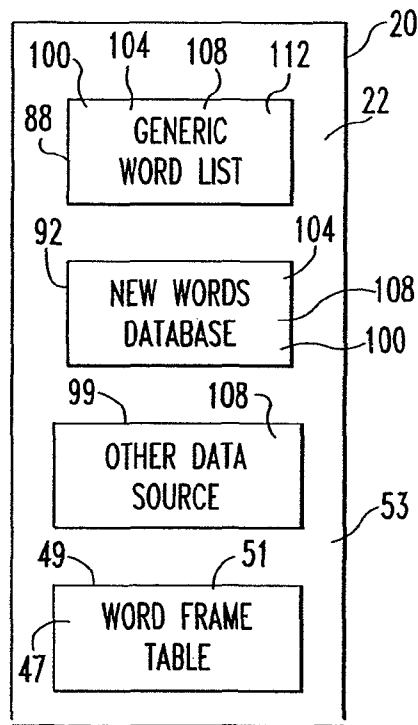 20
100 104 108 112
22
GENERIC
WORD LIST
88
92
104
NEW WORDS
DATABASE
108
100
99
108
OTHER DATA
SOURCE
53
49
51
WORD FRAME
TABLE
47